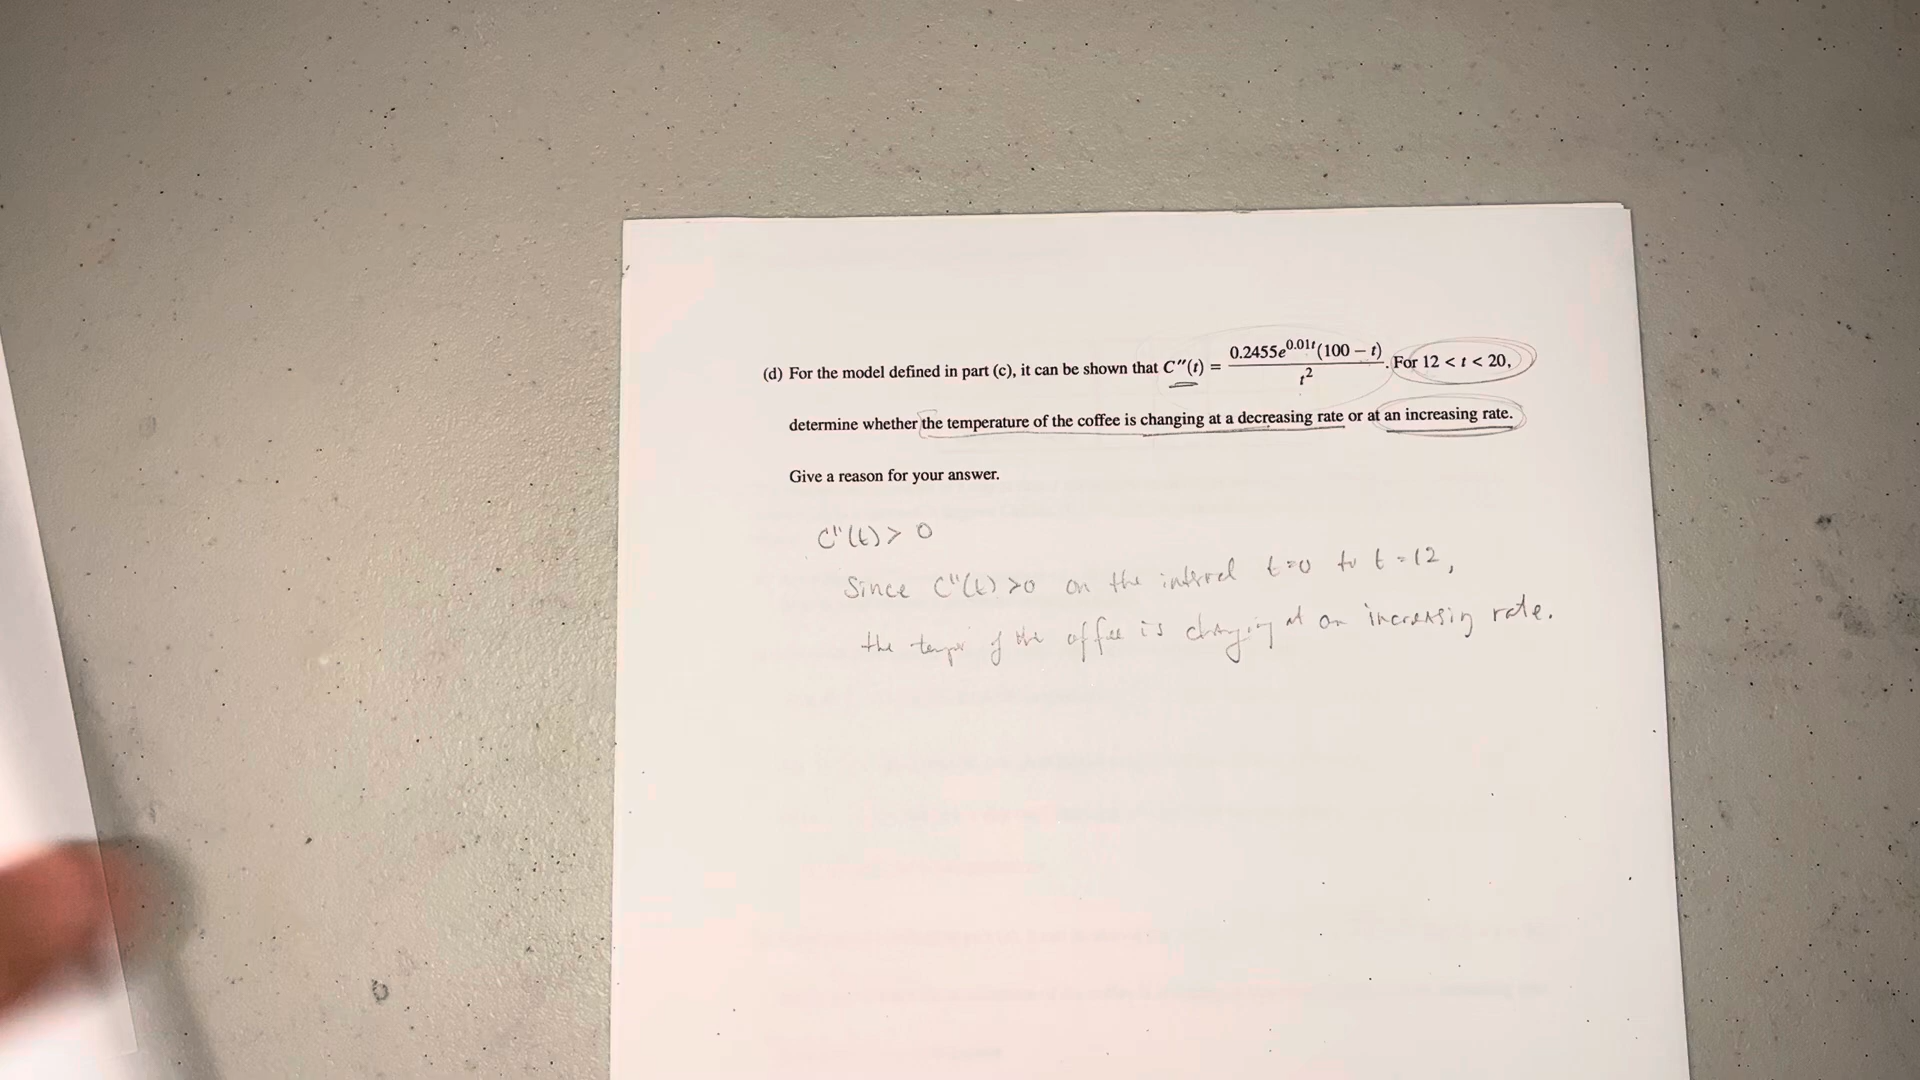 (d) For the model defined in part (c), it can be shown that C″(t) = 0.2455e^0.01t(100 − t) / t². For 12 < t < 20,
determine whether the temperature of the coffee is changing at a decreasing rate or at an increasing rate.
Give a reason for your answer.
C"(t) > 0
Since C"(t) >0 on the interval t=0 to t=12,
the temper of the coffee is changing at an increasing rate.